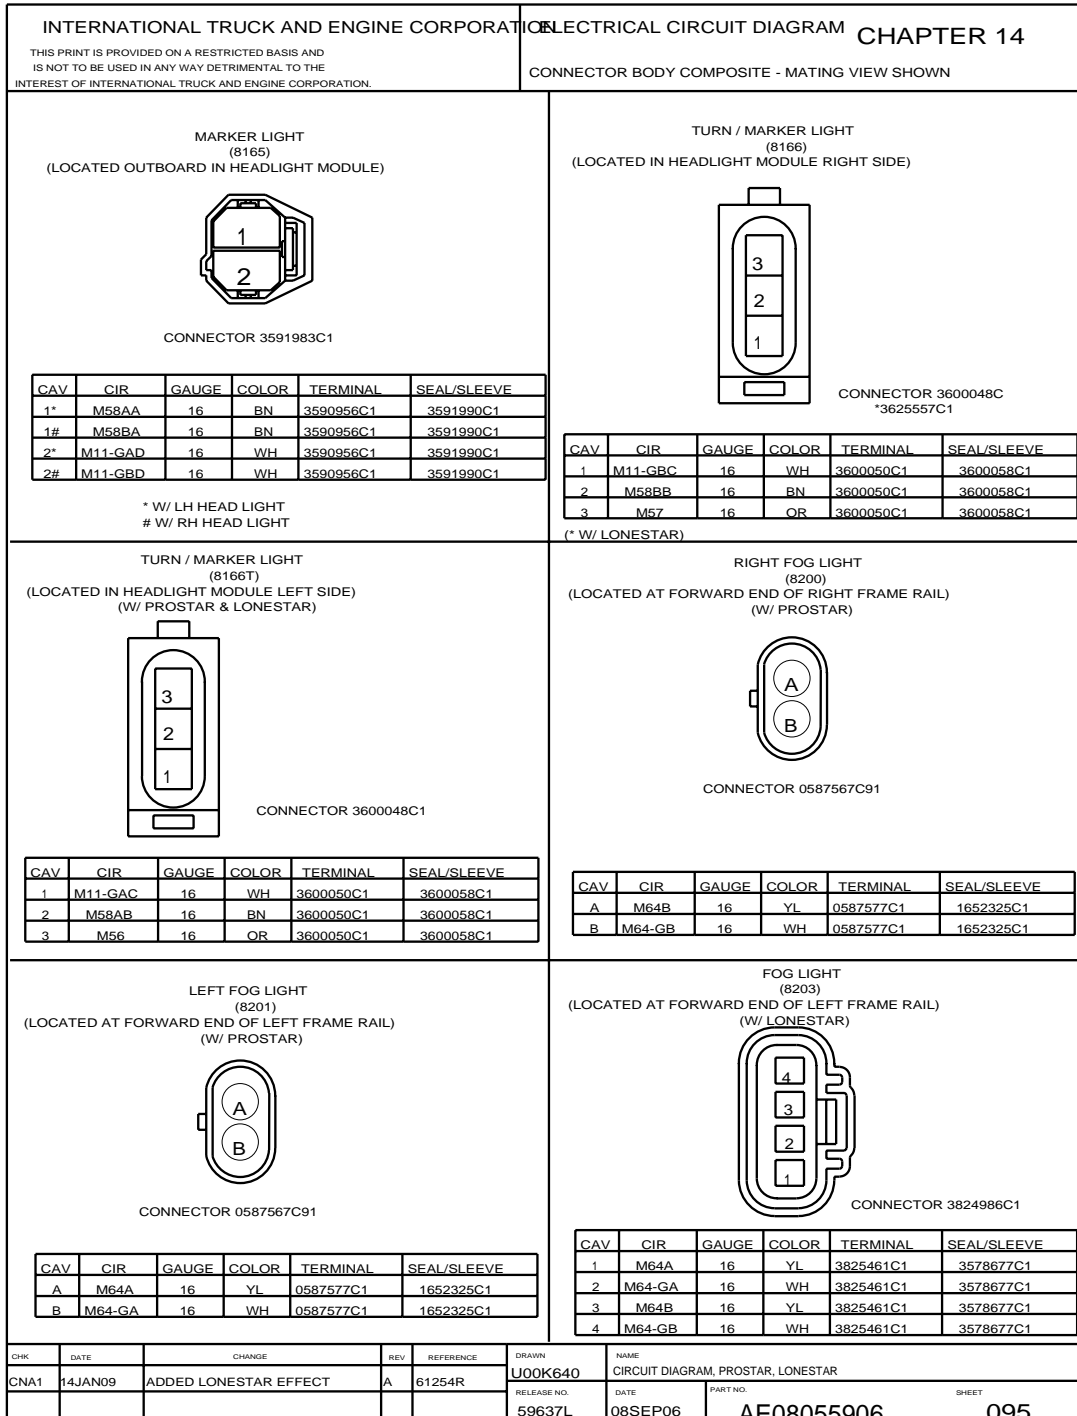 INTERNATIONAL TRUCK AND ENGINE CORPORATION
THIS PRINT IS PROVIDED ON A RESTRICTED BASIS AND
IS NOT TO BE USED IN ANY WAY DETRIMENTAL TO THE
INTEREST OF INTERNATIONAL TRUCK AND ENGINE CORPORATION.
ELECTRICAL CIRCUIT DIAGRAM CHAPTER 14
CONNECTOR BODY COMPOSITE - MATING VIEW SHOWN
MARKER LIGHT
(8165)
(LOCATED OUTBOARD IN HEADLIGHT MODULE)
1
2
CONNECTOR 3591983C1
CAV CIR GAUGE COLOR TERMINAL SEAL/SLEEVE
1* M58AA 16 BN 3590956C1 3591990C1
1# M58BA 16 BN 3590956C1 3591990C1
2* M11-GAD 16 WH 3590956C1 3591990C1
2# M11-GBD 16 WH 3590956C1 3591990C1
* W/ LH HEAD LIGHT
# W/ RH HEAD LIGHT
TURN / MARKER LIGHT
(8166)
(LOCATED IN HEADLIGHT MODULE RIGHT SIDE)
3
2
1
CONNECTOR 3600048C
*3625557C1
CAV CIR GAUGE COLOR TERMINAL SEAL/SLEEVE
1 M11-GBC 16 WH 3600050C1 3600058C1
2 M58BB 16 BN 3600050C1 3600058C1
3 M57 16 OR 3600050C1 3600058C1
(* W/ LONESTAR)
TURN / MARKER LIGHT
(8166T)
(LOCATED IN HEADLIGHT MODULE LEFT SIDE)
(W/ PROSTAR & LONESTAR)
3
2
1
CONNECTOR 3600048C1
CAV CIR GAUGE COLOR TERMINAL SEAL/SLEEVE
1 M11-GAC 16 WH 3600050C1 3600058C1
2 M58AB 16 BN 3600050C1 3600058C1
3 M56 16 OR 3600050C1 3600058C1
RIGHT FOG LIGHT
(8200)
(LOCATED AT FORWARD END OF RIGHT FRAME RAIL)
(W/ PROSTAR)
A
B
CONNECTOR 0587567C91
CAV CIR GAUGE COLOR TERMINAL SEAL/SLEEVE
A M64B 16 YL 0587577C1 1652325C1
B M64-GB 16 WH 0587577C1 1652325C1
LEFT FOG LIGHT
(8201)
(LOCATED AT FORWARD END OF LEFT FRAME RAIL)
(W/ PROSTAR)
A
B
CONNECTOR 0587567C91
CAV CIR GAUGE COLOR TERMINAL SEAL/SLEEVE
A M64A 16 YL 0587577C1 1652325C1
B M64-GA 16 WH 0587577C1 1652325C1
FOG LIGHT
(8203)
(LOCATED AT FORWARD END OF LEFT FRAME RAIL)
(W/ LONESTAR)
4
3
2
1
CONNECTOR 3824986C1
CAV CIR GAUGE COLOR TERMINAL SEAL/SLEEVE
1 M64A 16 YL 3825461C1 3578677C1
2 M64-GA 16 WH 3825461C1 3578677C1
3 M64B 16 YL 3825461C1 3578677C1
4 M64-GB 16 WH 3825461C1 3578677C1
CHK DATE CHANGE REV REFERENCE
CNA1 14JAN09 ADDED LONESTAR EFFECT A 61254R
DRAWN
U00K640
NAME
CIRCUIT DIAGRAM, PROSTAR, LONESTAR
RELEASE NO. DATE PART NO. SHEET
59637L 08SEP06 AE08055906 095